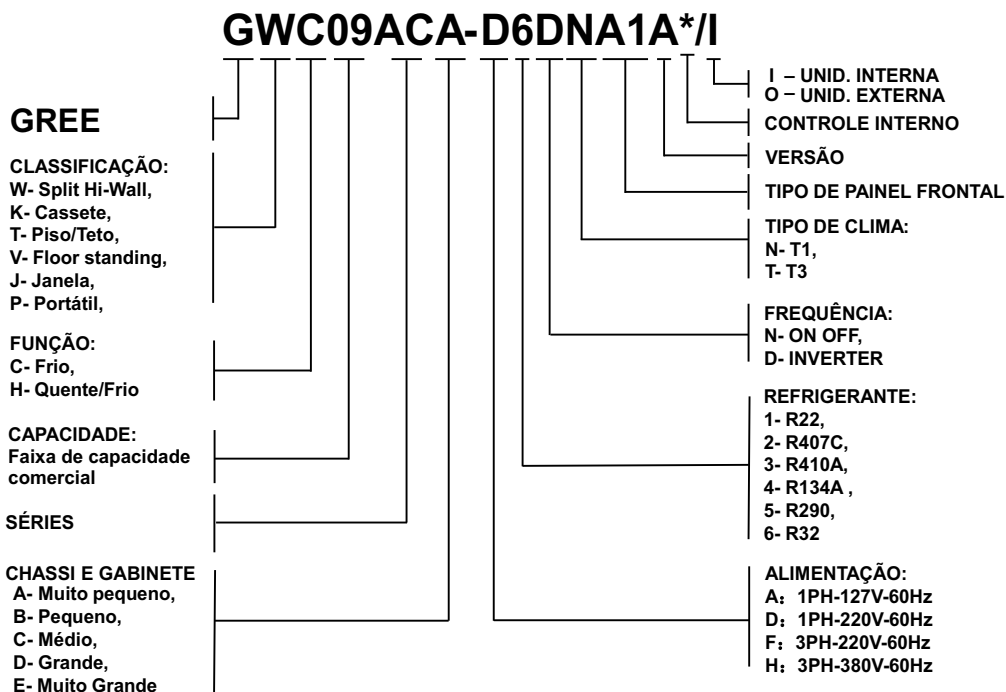 GWC09ACA-D6DNA1A*/I
GREE
CLASSIFICAÇÃO:
W- Split Hi-Wall,
K- Cassete,
T- Piso/Teto,
V- Floor standing,
J- Janela,
P- Portátil,
FUNÇÃO:
C- Frio,
H- Quente/Frio
CAPACIDADE:
Faixa de capacidade
comercial
SÉRIES
CHASSI E GABINETE
A- Muito pequeno,
B- Pequeno,
C- Médio,
D- Grande,
E- Muito Grande
I – UNID. INTERNA
O – UNID. EXTERNA
CONTROLE INTERNO
VERSÃO
TIPO DE PAINEL FRONTAL
TIPO DE CLIMA:
N- T1,
T- T3
FREQUÊNCIA:
N- ON OFF,
D- INVERTER
REFRIGERANTE:
1- R22,
2- R407C,
3- R410A,
4- R134A ,
5- R290,
6- R32
ALIMENTAÇÃO:
A: 1PH-127V-60Hz
D: 1PH-220V-60Hz
F: 3PH-220V-60Hz
H: 3PH-380V-60Hz